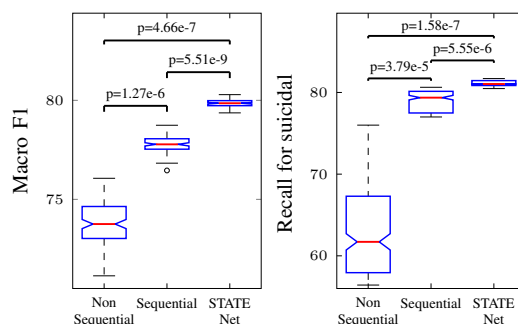 p=4.66e-7
p=5.51e-9
p=1.27e-6
80
75
Macro F1
Non
Sequential
Sequential
STATE
Net
p=1.58e-7
p=5.55e-6
p=3.79e-5
80
70
60
Recall for suicidal
Non
Sequential
Sequential
STATE
Net